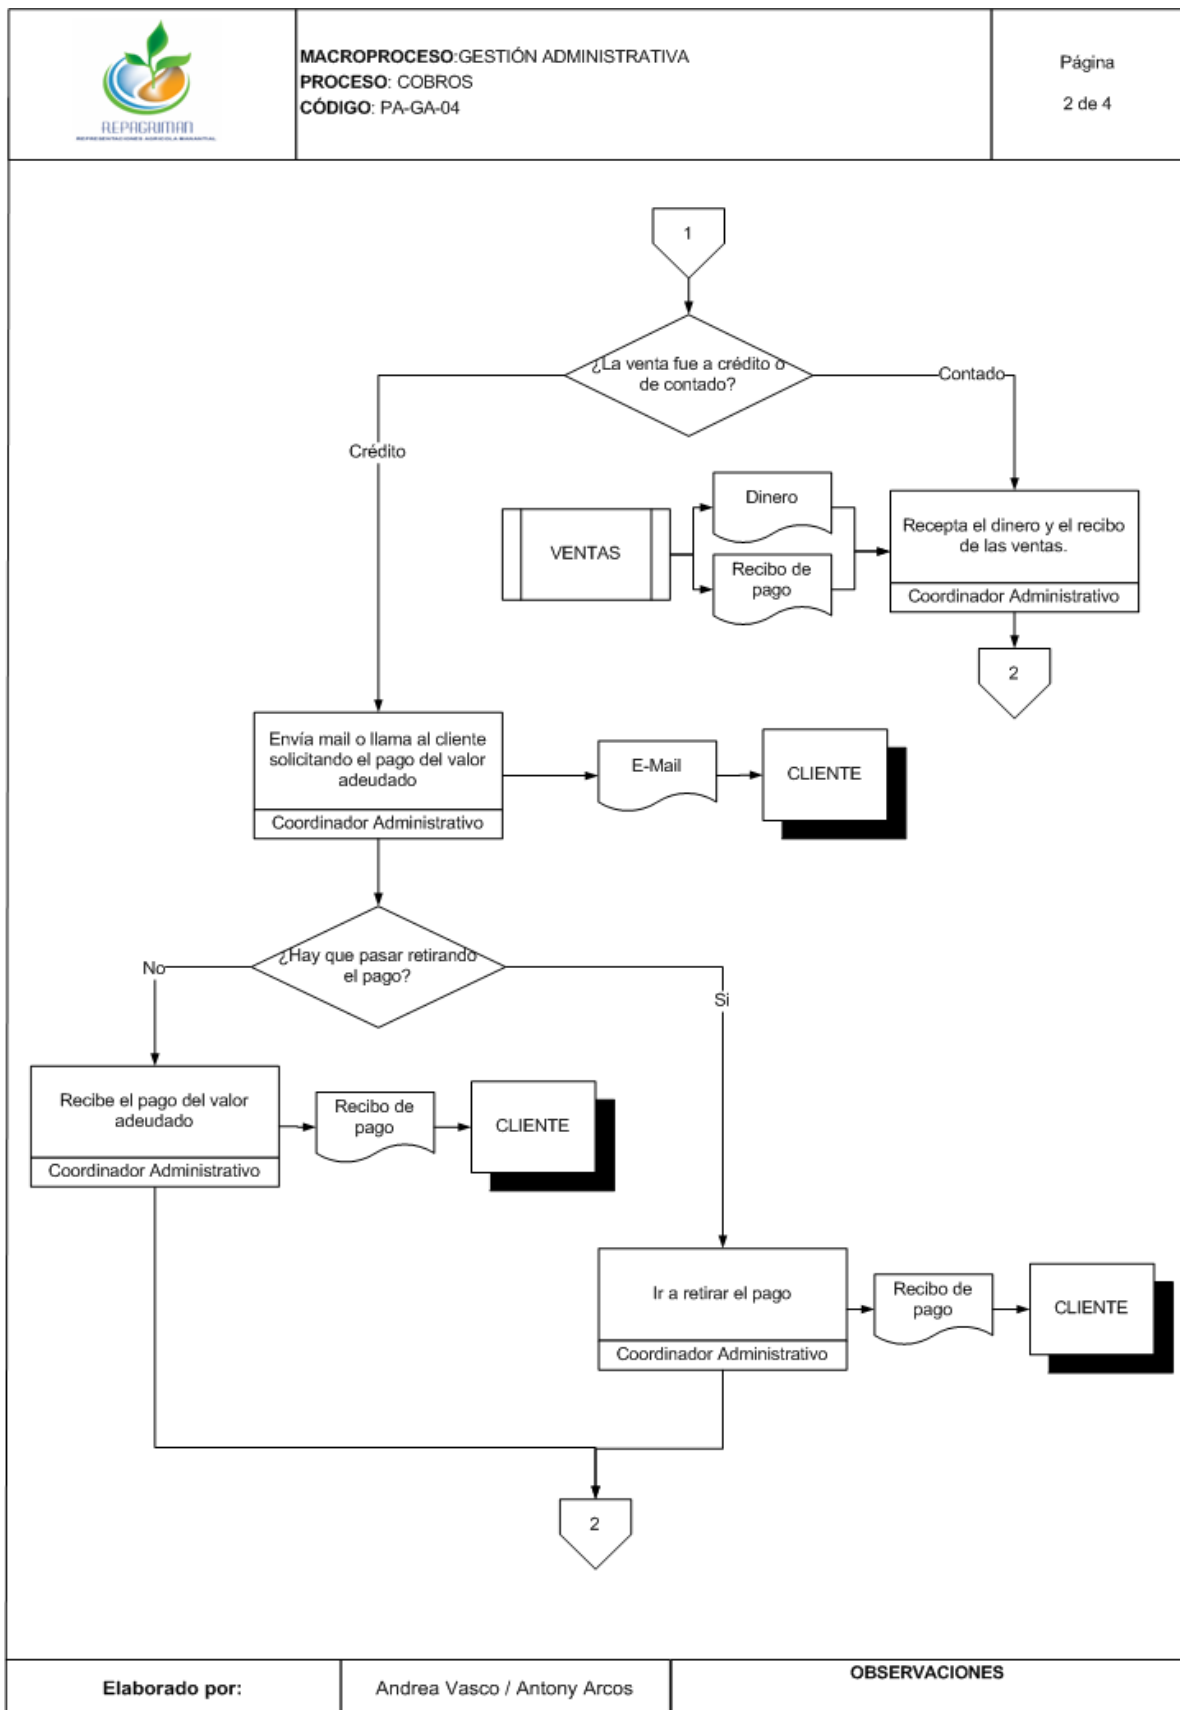 REPAGRIMAN
REPRESENTACIONES AGRICOLA MANANTIAL
MACROPROCESO:GESTIÓN ADMINISTRATIVA
PROCESO: COBROS
CÓDIGO: PA-GA-04
Página
2 de 4
1
¿La venta fue a crédito o
de contado?
Contado
Crédito
VENTAS
Dinero
Recibo de
pago
Recepta el dinero y el recibo
de las ventas.
Coordinador Administrativo
2
Envía mail o llama al cliente
solicitando el pago del valor
adeudado
Coordinador Administrativo
E-Mail
CLIENTE
¿Hay que pasar retirando
el pago?
No
Si
Recibe el pago del valor
adeudado
Coordinador Administrativo
Recibo de
pago
CLIENTE
Ir a retirar el pago
Coordinador Administrativo
Recibo de
pago
CLIENTE
2
Elaborado por:
Andrea Vasco / Antony Arcos
OBSERVACIONES